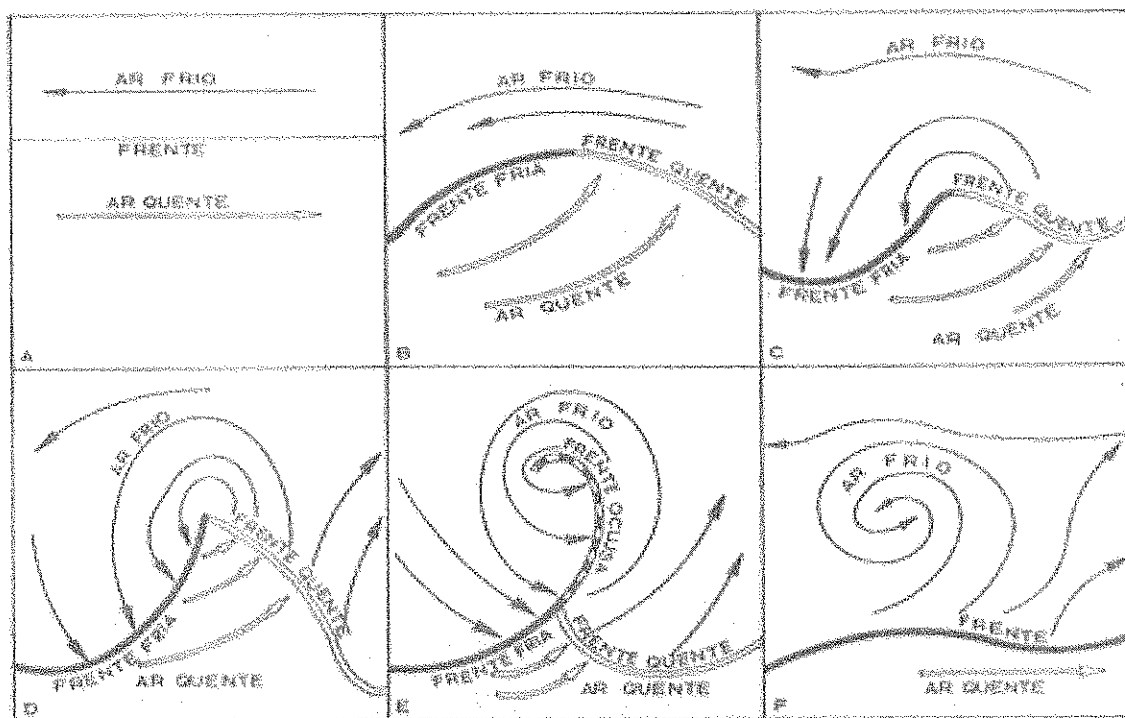 AR FRIO
FRENTE
AR QUENTE
A
AR FRIO
FRENTE FRIA
FRENTE QUENTE
AR QUENTE
B
AR FRIO
FRENTE QUENTE
FRENTE FRIA
AR QUENTE
C
AR FRIO
FRENTE QUENTE
FRENTE FRIA
AR QUENTE
D
AR FRIO
FRENTE OCLUSA
FRENTE FRIA
FRENTE QUENTE
AR QUENTE
E
AR FRIO
FRENTE
AR QUENTE
F